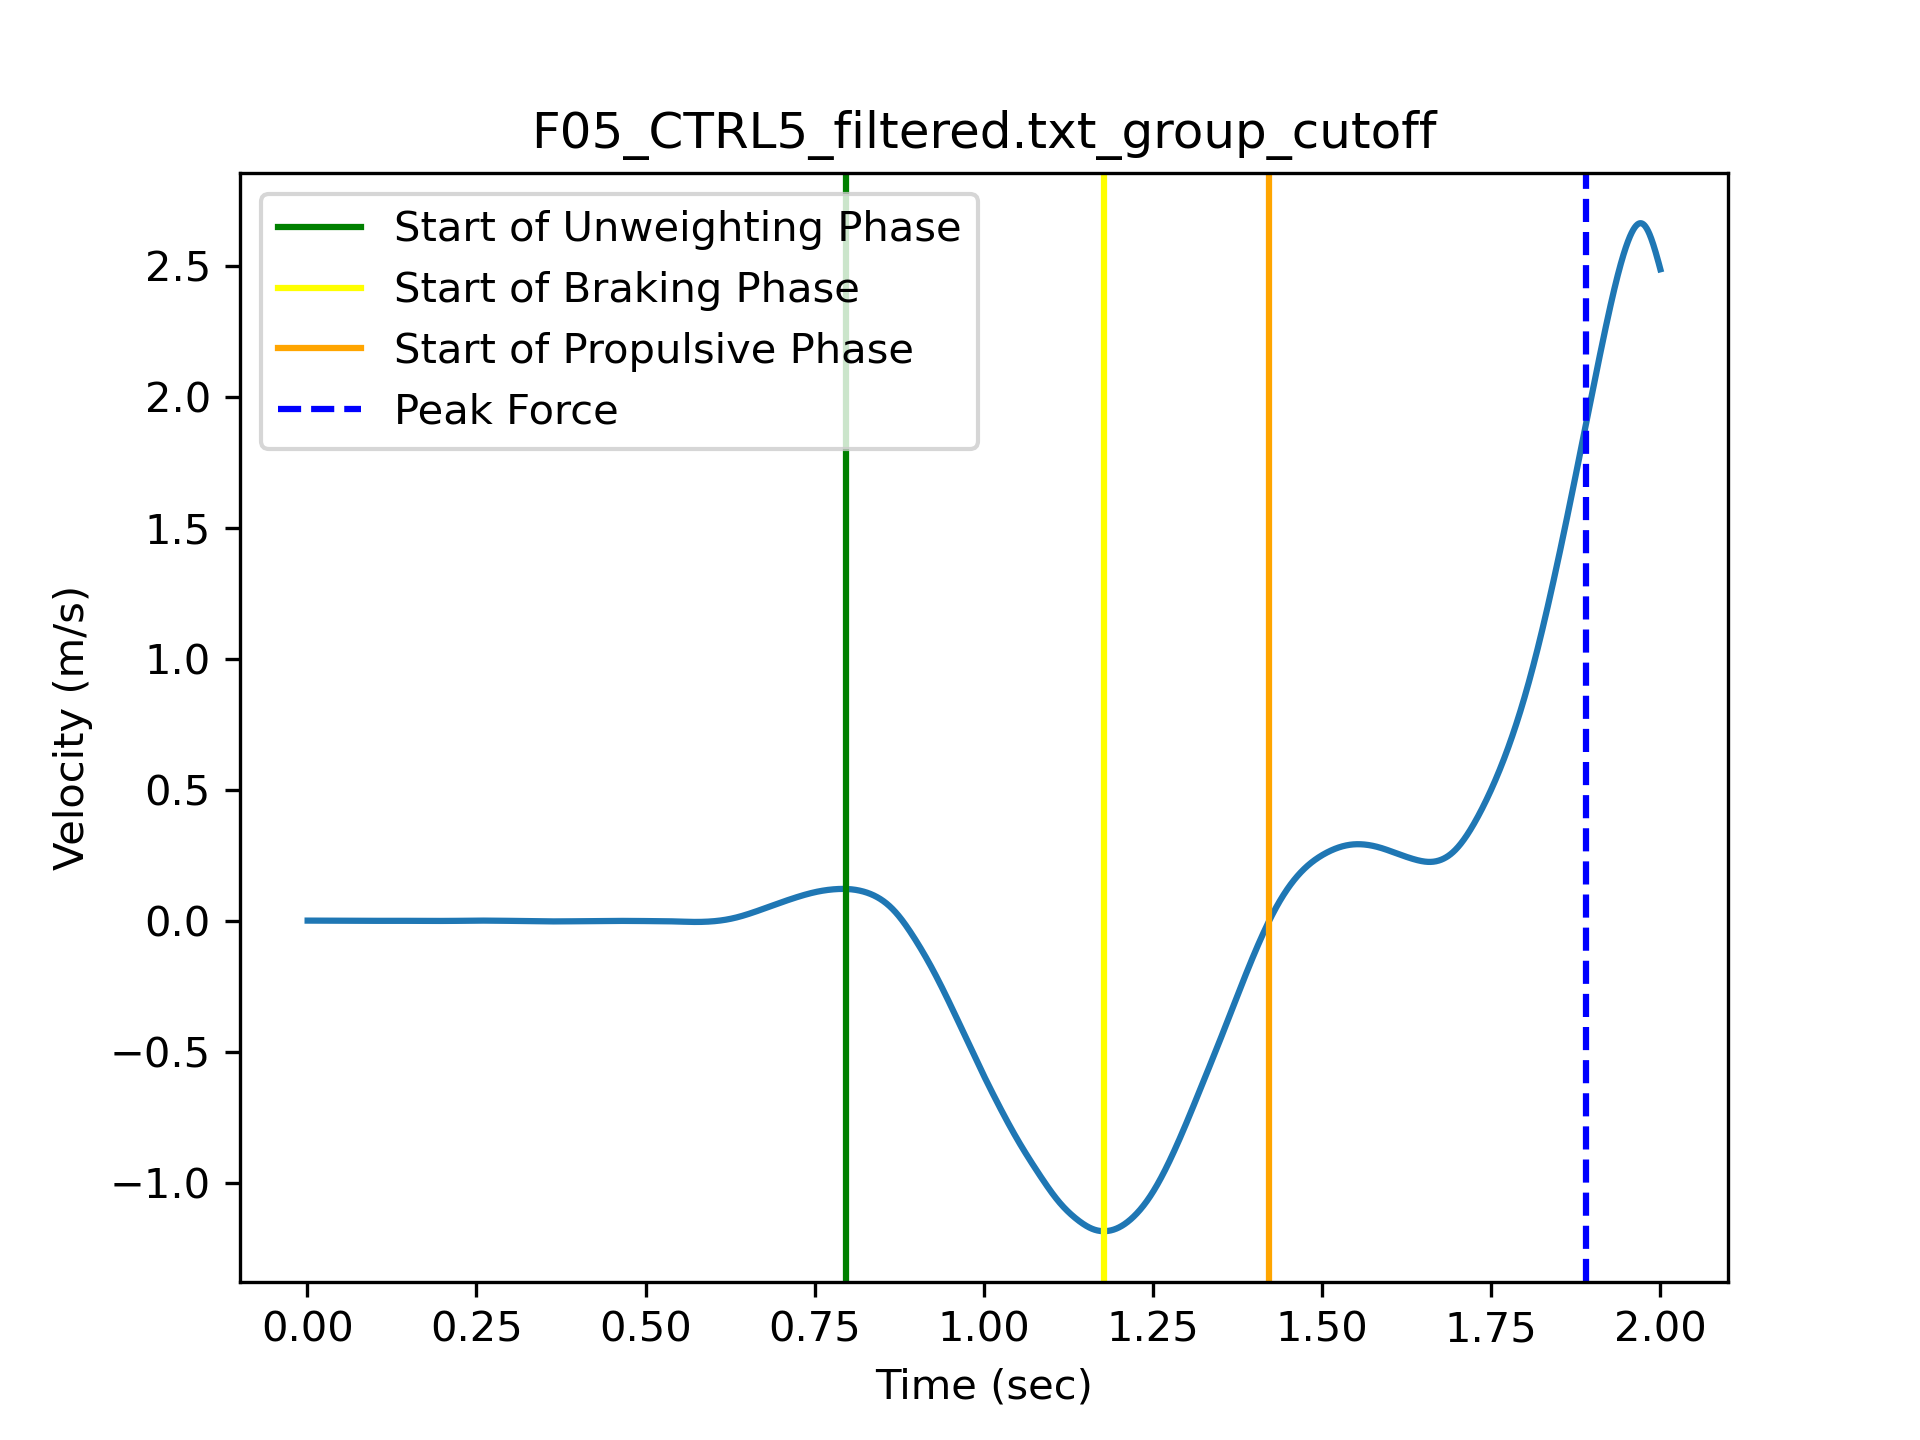 F05_CTRL5_filtered.txt_group_cutoff
Start of Unweighting Phase
Start of Braking Phase
Start of Propulsive Phase
Peak Force
Velocity (m/s)
2.5
2.0
1.5
1.0
0.5
0.0
−0.5
−1.0
0.00 0.25 0.50 0.75 1.00 1.25 1.50 1.75 2.00
Time (sec)